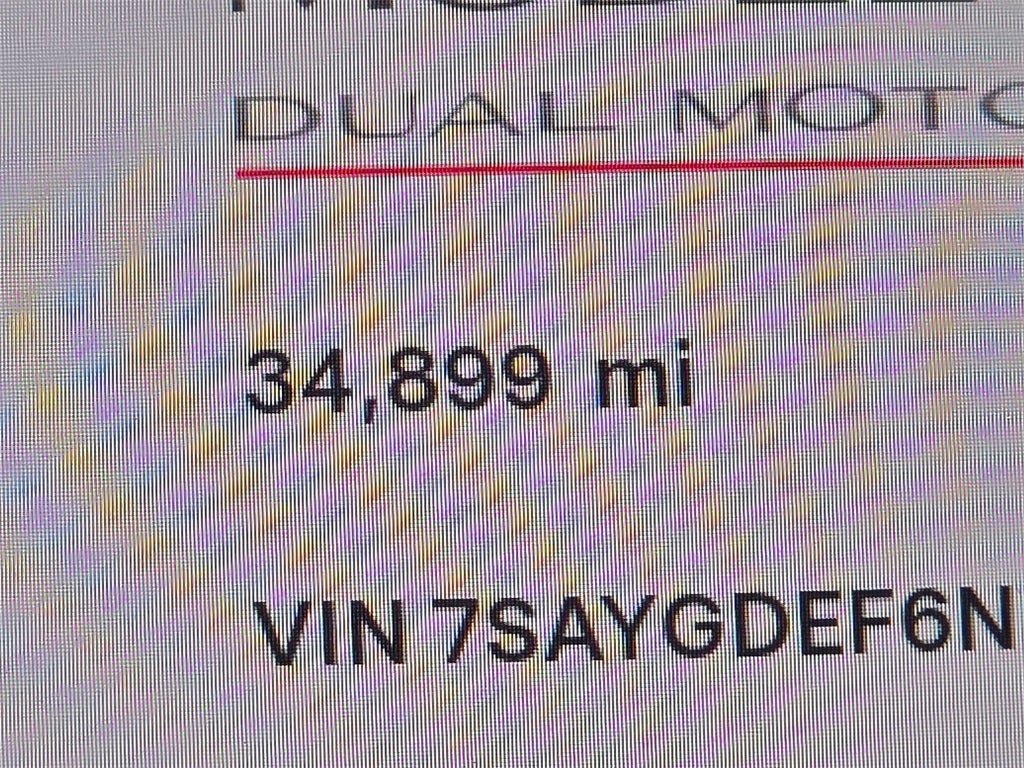 DUAL MOTO
34,899 mi
VIN 7SAYGDEF6N